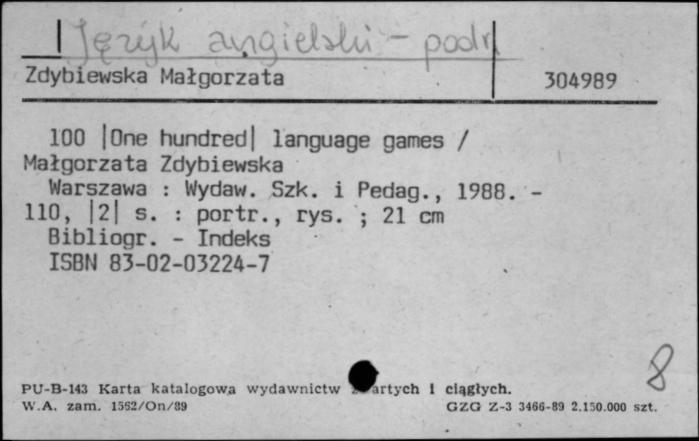 Język angielski - podr
Zdybiewska Małgorzata 304989
100 |One hundred| language games /
Małgorzata Zdybiewska
Warszawa : Wydaw. Szk. i Pedag., 1988. -
110, |2| s. : portr., rys. ; 21 cm
Bibliogr. - Indeks
ISBN 83-02-03224-7
8
PU-B-143 Karta katalogowa wydawnictw artych i ciągłych.
W.A. zam. 1562/On/89 GZG Z-3 3466-89 2.150.000 szt.